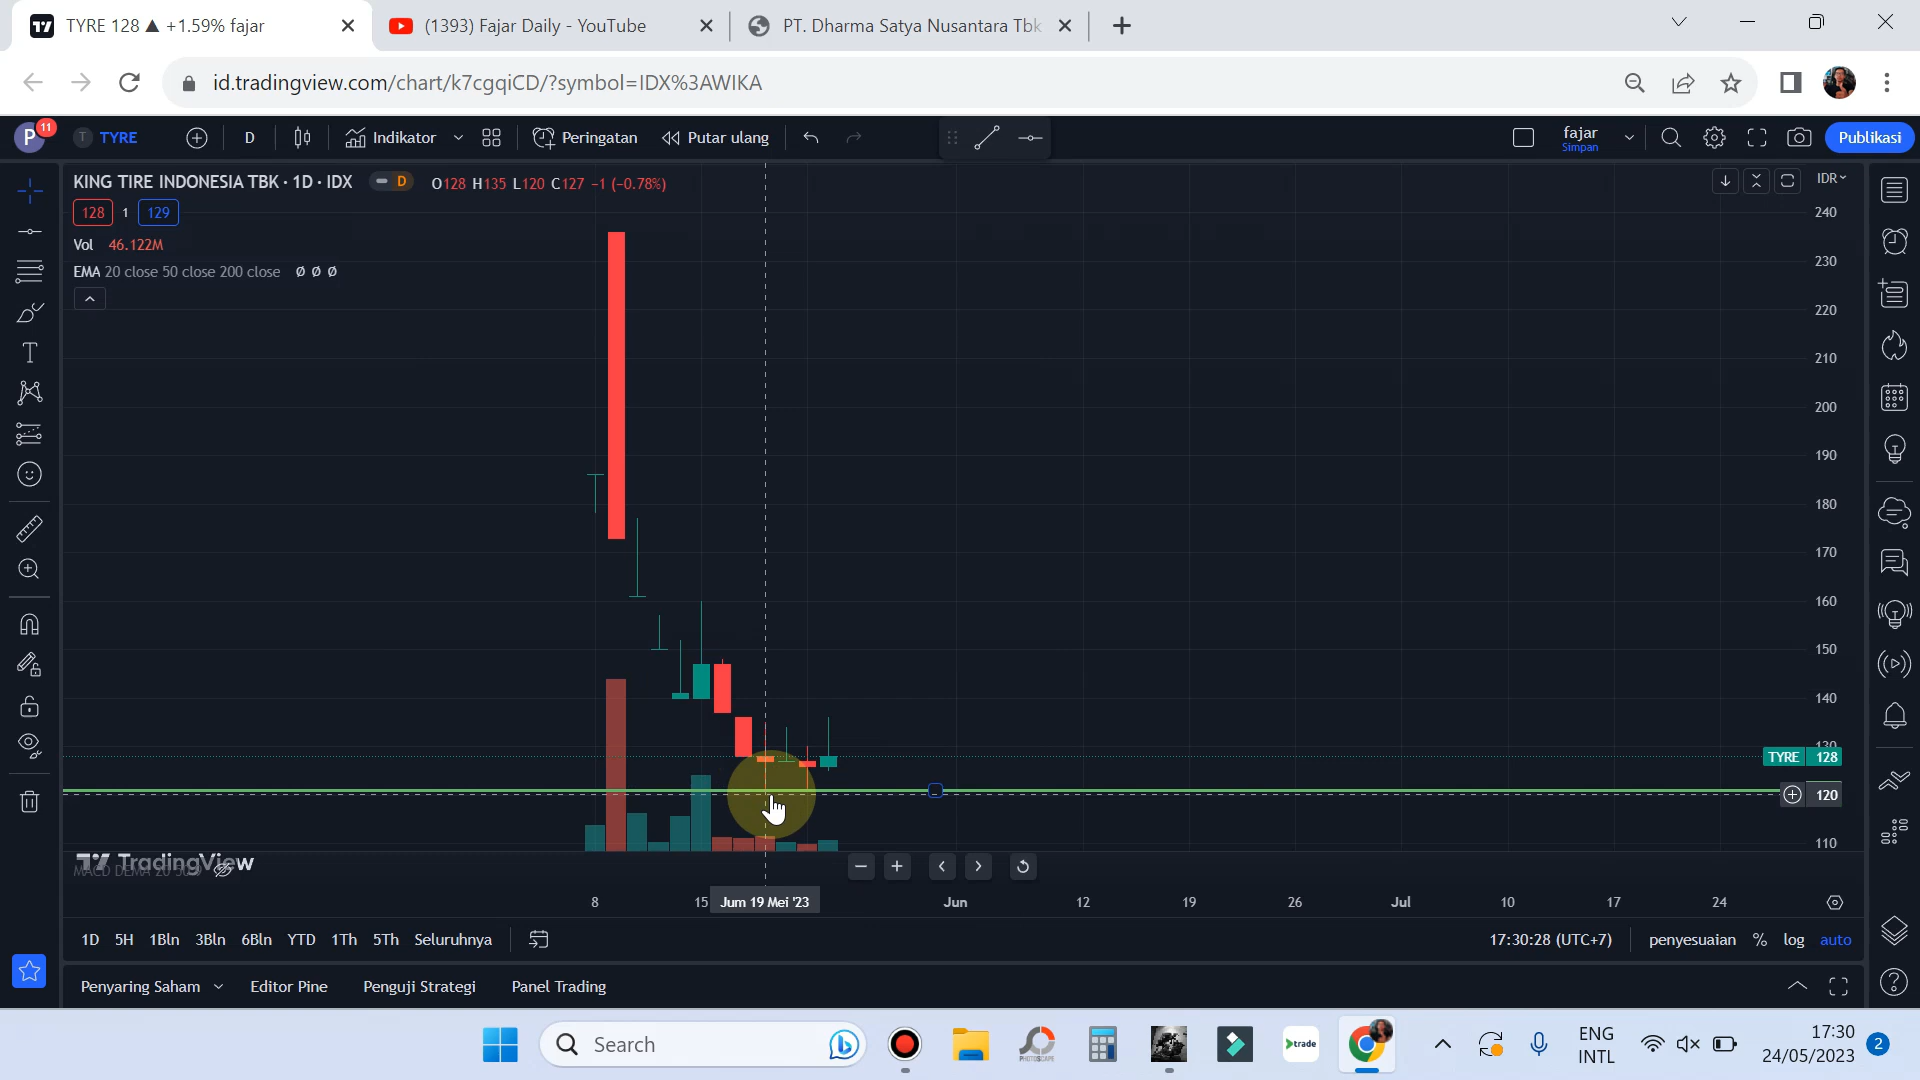 TYRE 128 ▲ +1.59% fajar
(1393) Fajar Daily - YouTube
PT. Dharma Satya Nusantara Tbk
id.tradingview.com/chart/k7cgqiCD/?symbol=IDX%3AWIKA
P 11
T TYRE
D
Indikator
Peringatan
Putar ulang
fajar
Simpan
Publikasi
KING TIRE INDONESIA TBK · 1D · IDX
D
O128 H135 L120 C127 −1 (−0.78%)
IDR
128 1 129
Vol 46.122M
EMA 20 close 50 close 200 close Ø Ø Ø
240
230
220
210
200
190
180
170
160
150
140
130
TYRE 128
120
110
TradingView
MACD DEMA
8
15
Jum 19 Mei '23
Jun
12
19
26
Jul
10
17
24
1D 5H 1Bln 3Bln 6Bln YTD 1Th 5Th Seluruhnya
17:30:28 (UTC+7)
penyesuaian % log auto
Penyaring Saham
Editor Pine
Penguji Strategi
Panel Trading
Search
PHOTOSCAPE
trade
ENG
INTL
17:30
24/05/2023
2